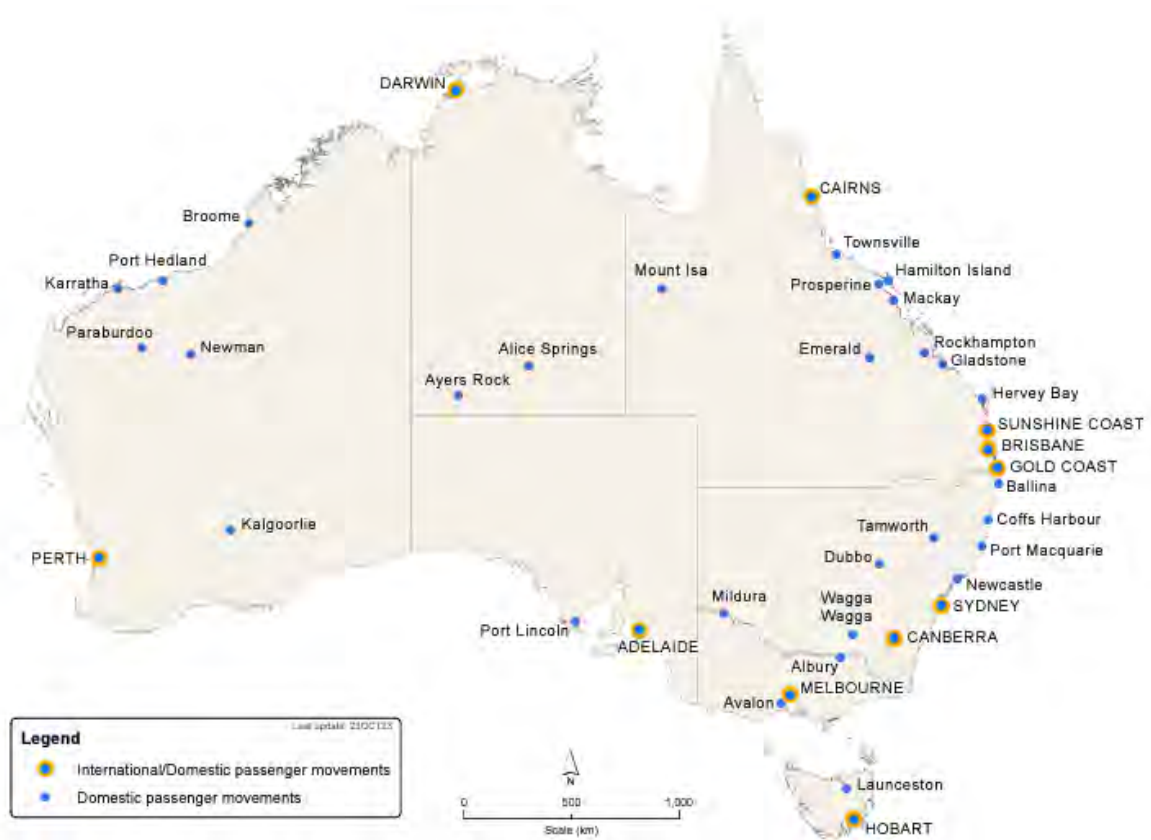 DARWIN
CAIRNS
Broome
Townsville
Port Hedland
Mount Isa
Hamilton Island
Karratha
Prosperine
Mackay
Paraburdoo
Newman
Alice Springs
Emerald
Rockhampton
Gladstone
Ayers Rock
Hervey Bay
SUNSHINE COAST
BRISBANE
GOLD COAST
Ballina
Kalgoorlie
Tamworth
Coffs Harbour
PERTH
Dubbo
Port Macquarie
Newcastle
Mildura
Wagga
Wagga
SYDNEY
Port Lincoln
ADELAIDE
CANBERRA
Albury
MELBOURNE
Avalon
Last update:
Legend
International/Domestic passenger movements
Domestic passenger movements
N
0 500 1,000
Scale (km)
Launceston
HOBART